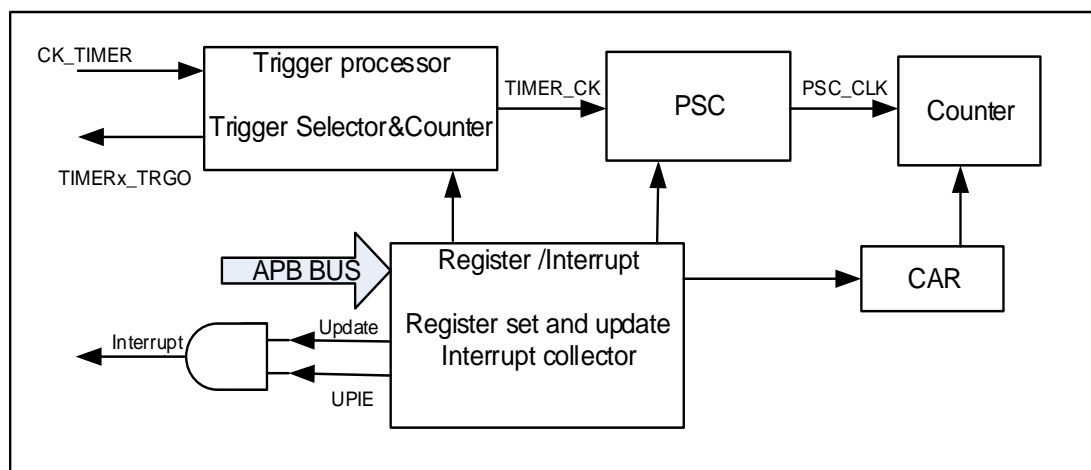 CK_TIMER
Trigger processor
Trigger Selector&Counter
TIMERx_TRGO
TIMER_CK
PSC
PSC_CLK
Counter
APB BUS
Register /Interrupt
Register set and update
Interrupt collector
CAR
Update
Interrupt
UPIE